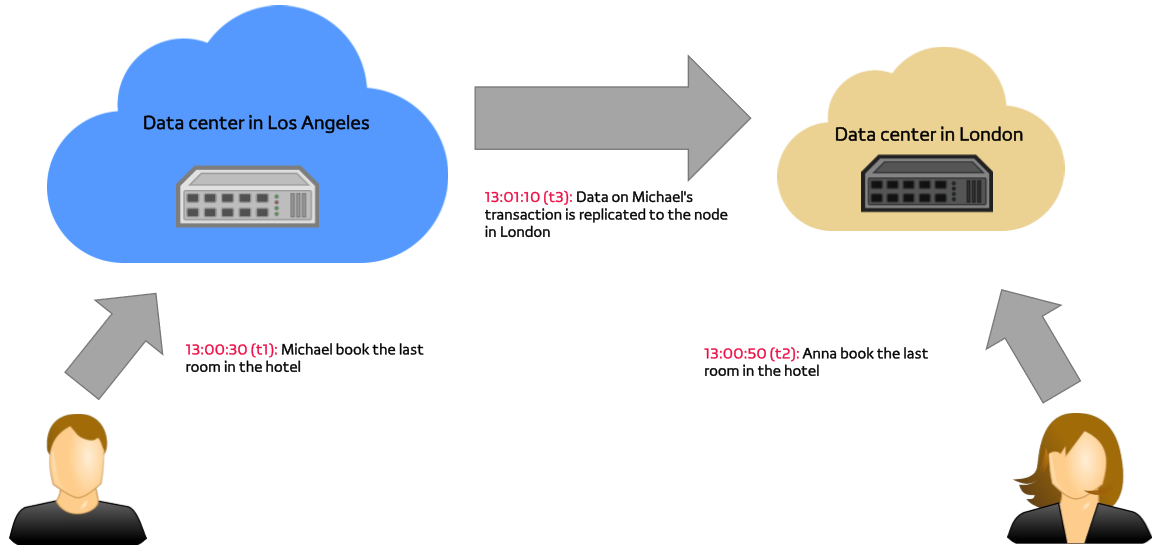 Data center in Los Angeles
Data center in London
13:01:10 (t3): Data on Michael's
transaction is replicated to the node
in London
13:00:30 (t1): Michael book the last
room in the hotel
13:00:50 (t2): Anna book the last
room in the hotel